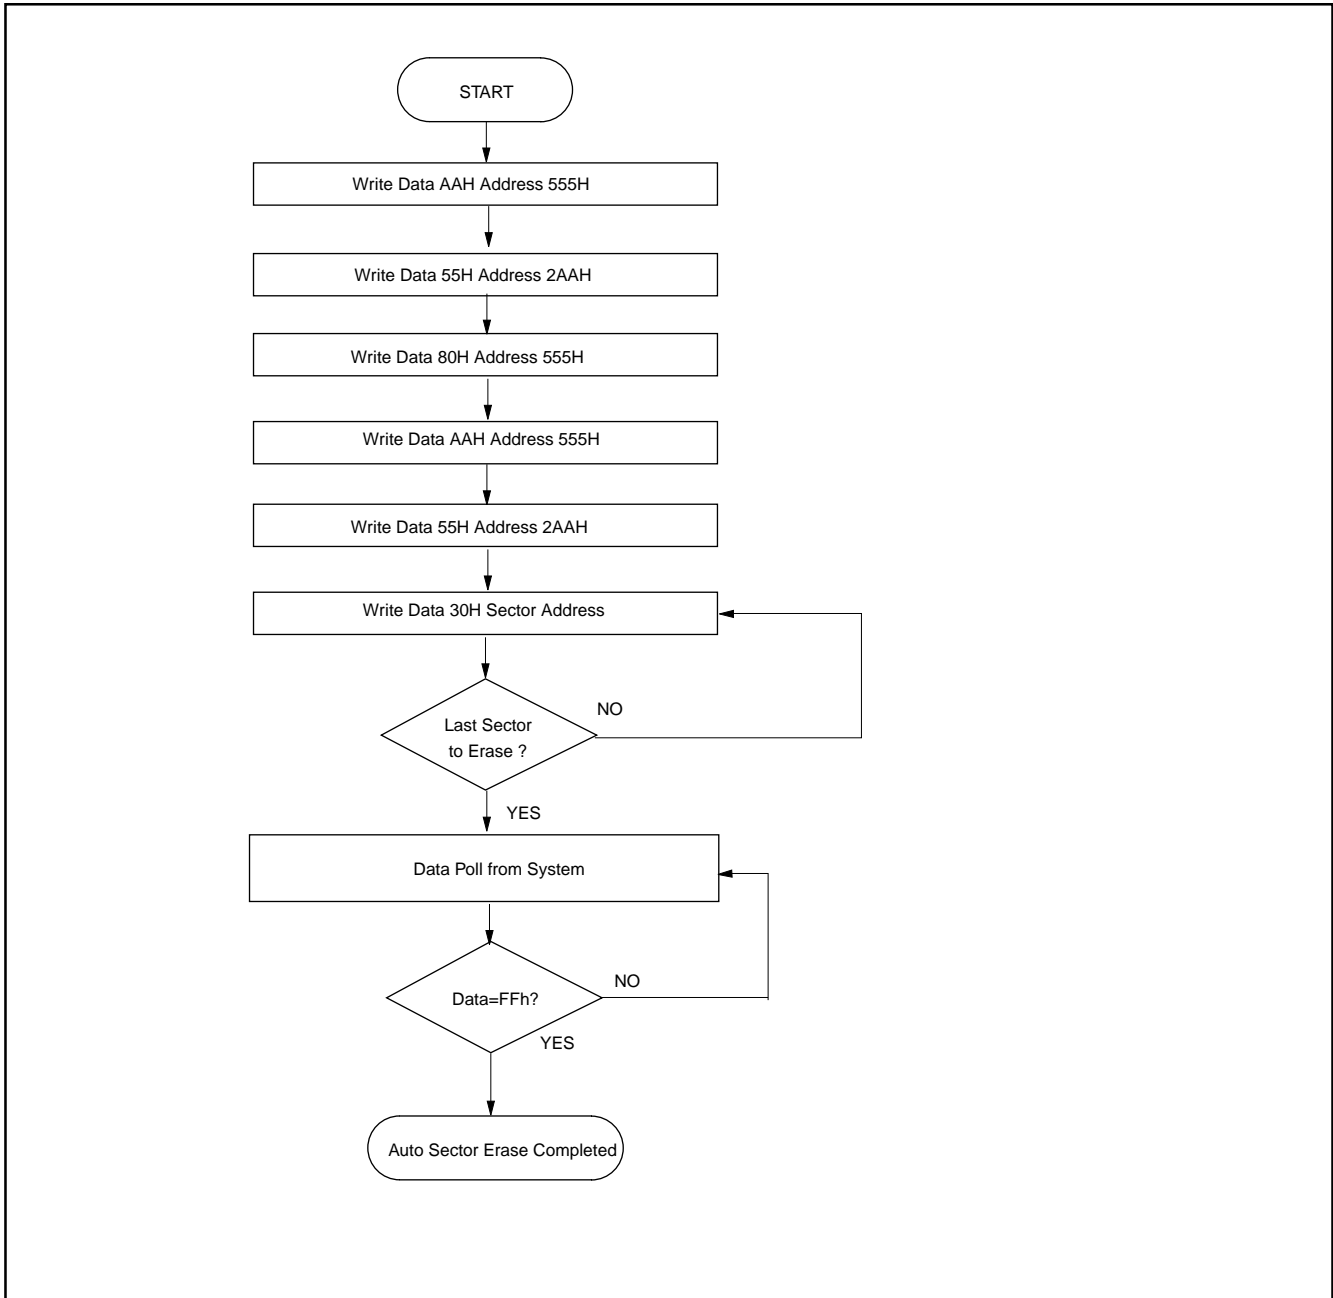 START
Write Data AAH Address 555H
Write Data 55H Address 2AAH
Write Data 80H Address 555H
Write Data AAH Address 555H
Write Data 55H Address 2AAH
Write Data 30H Sector Address
Last Sector
to Erase ?
NO
YES
Data Poll from System
Data=FFh?
NO
YES
Auto Sector Erase Completed